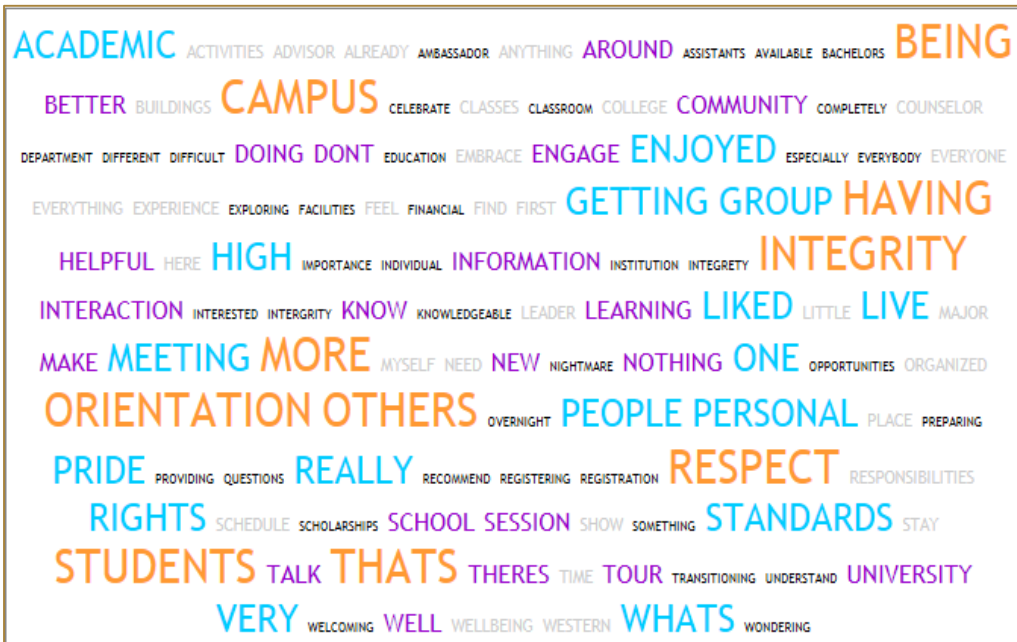 ACADEMIC ACTIVITIES ADVISOR ALREADY AMBASSADOR ANYTHING AROUND ASSISTANTS AVAILABLE BACHELORS BEING
BETTER BUILDINGS CAMPUS CELEBRATE CLASSES CLASSROOM COLLEGE COMMUNITY COMPLETELY COUNSELOR
DEPARTMENT DIFFERENT DIFFICULT DOING DONT EDUCATION EMBRACE ENGAGE ENJOYED ESPECIALLY EVERYBODY EVERYONE
EVERYTHING EXPERIENCE EXPLORING FACILITIES FEEL FINANCIAL FIND FIRST GETTING GROUP HAVING
HELPFUL HERE HIGH IMPORTANCE INDIVIDUAL INFORMATION INSTITUTION INTEGRETY INTEGRITY
INTERACTION INTERESTED INTERGRITY KNOW KNOWLEDGEABLE LEADER LEARNING LIKED LITTLE LIVE MAJOR
MAKE MEETING MORE MYSELF NEED NEW NIGHTMARE NOTHING ONE OPPORTUNITIES ORGANIZED
ORIENTATION OTHERS OVERNIGHT PEOPLE PERSONAL PLACE PREPARING
PRIDE PROVIDING QUESTIONS REALLY RECOMMEND REGISTERING REGISTRATION RESPECT RESPONSIBILITIES
RIGHTS SCHEDULE SCHOLARSHIPS SCHOOL SESSION SHOW SOMETHING STANDARDS STAY
STUDENTS TALK THATS THERES TIME TOUR TRANSITIONING UNDERSTAND UNIVERSITY
VERY WELCOMING WELL WELLBEING WESTERN WHATS WONDERING